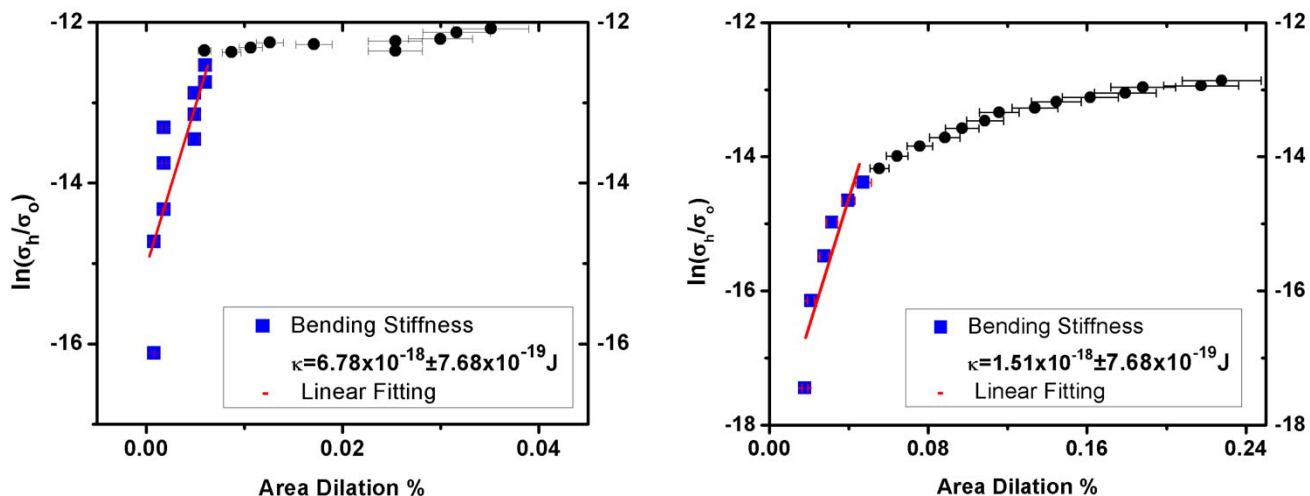 -12
-14
-16
-12
-14
-16
ln(σh/σo)
Bending Stiffness
κ=6.78x10-18±7.68x10-19J
Linear Fitting
0.00
0.02
0.04
Area Dilation %
-12
-14
-16
-18
-12
-14
-16
-18
ln(σh/σo)
Bending Stiffness
κ=1.51x10-18±7.68x10-19J
Linear Fitting
0.00
0.08
0.16
0.24
Area Dilation %